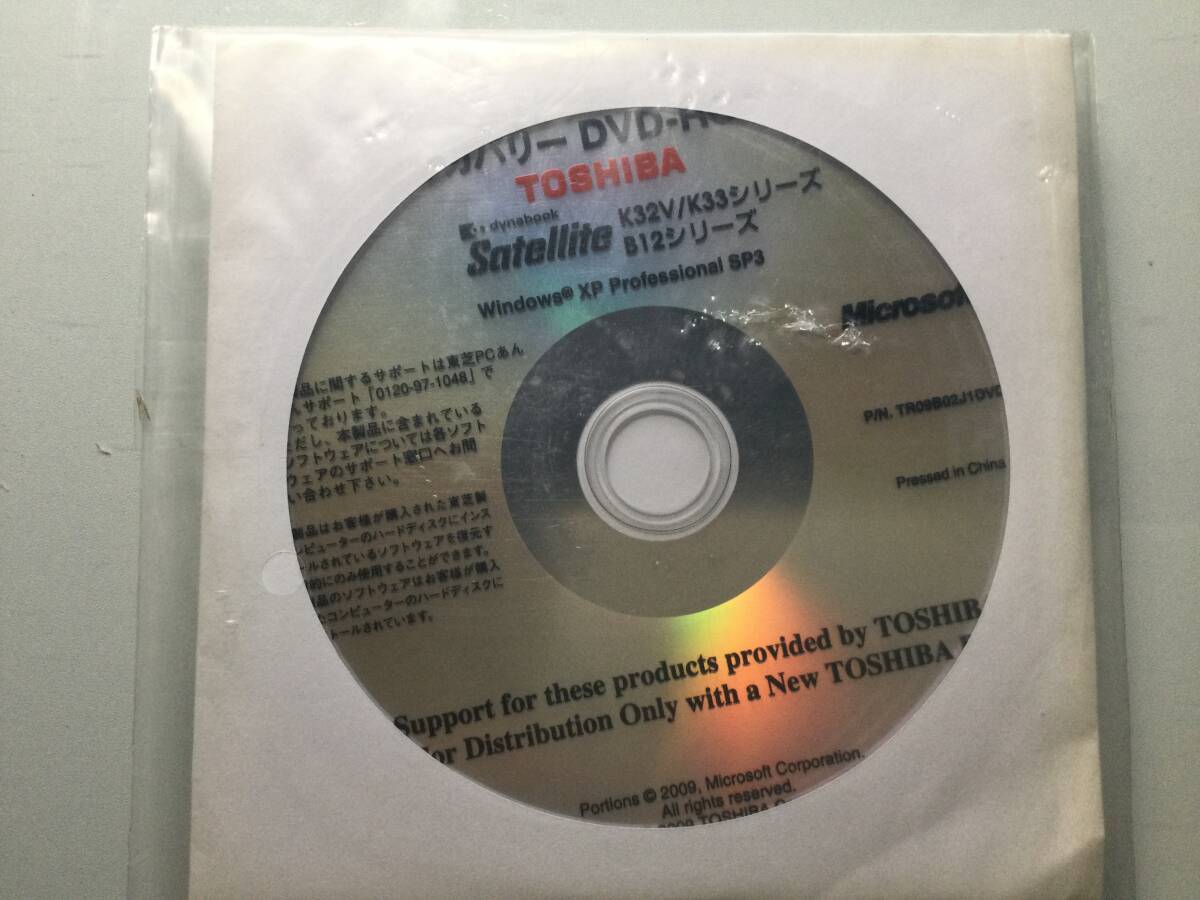 カバリー DVD-R
TOSHIBA
dynabook
Satellite K32V/K33シリーズ
B12シリーズ
Windows® XP Professional SP3
Microsoft
品に関するサポートは東芝PCあん
サポート「0120-97-1048」で
っております。
だし、本製品に含まれている
ソフトウェアについては各ソフト
ウェアのサポート窓口へお問
い合わせ下さい。
製品はお客様が購入された東芝製
ンピューターのハードディスクにインス
ールされているソフトウェアを復元す
的にのみ使用することができます。
品のソフトウェアはお客様が購入
たコンピューターのハードディスクに
トールされています。
P/N. TR09B02J1DVD
Pressed in China
Support for these products provided by TOSHIB
or Distribution Only with a New TOSHIBA
Portions © 2009, Microsoft Corporation.
All rights reserved.
2009 TOSHIBA